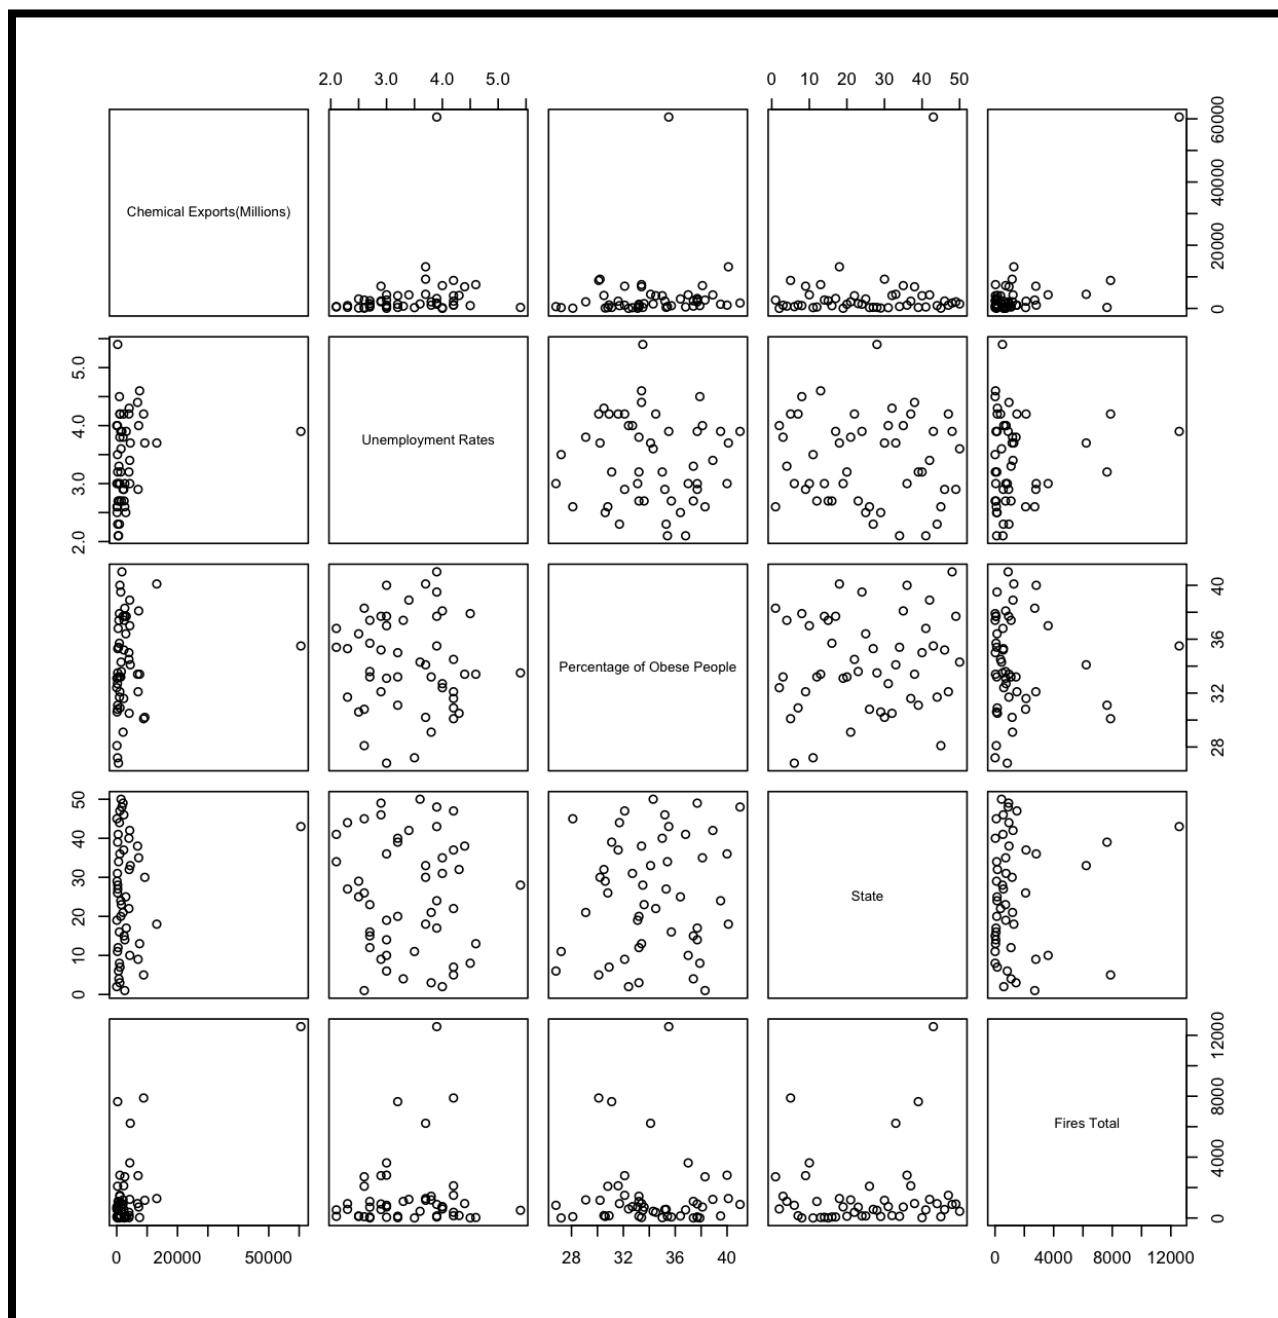 2.0 3.0 4.0 5.0
0 10 20 30 40 50
Chemical Exports(Millions)
0 20000 40000 60000
2.0 3.0 4.0 5.0
Unemployment Rates
Percentage of Obese People
28 32 36 40
0 10 20 30 40 50
State
Fires Total
0 4000 8000 12000
0 20000 50000
28 32 36 40
0 4000 8000 12000